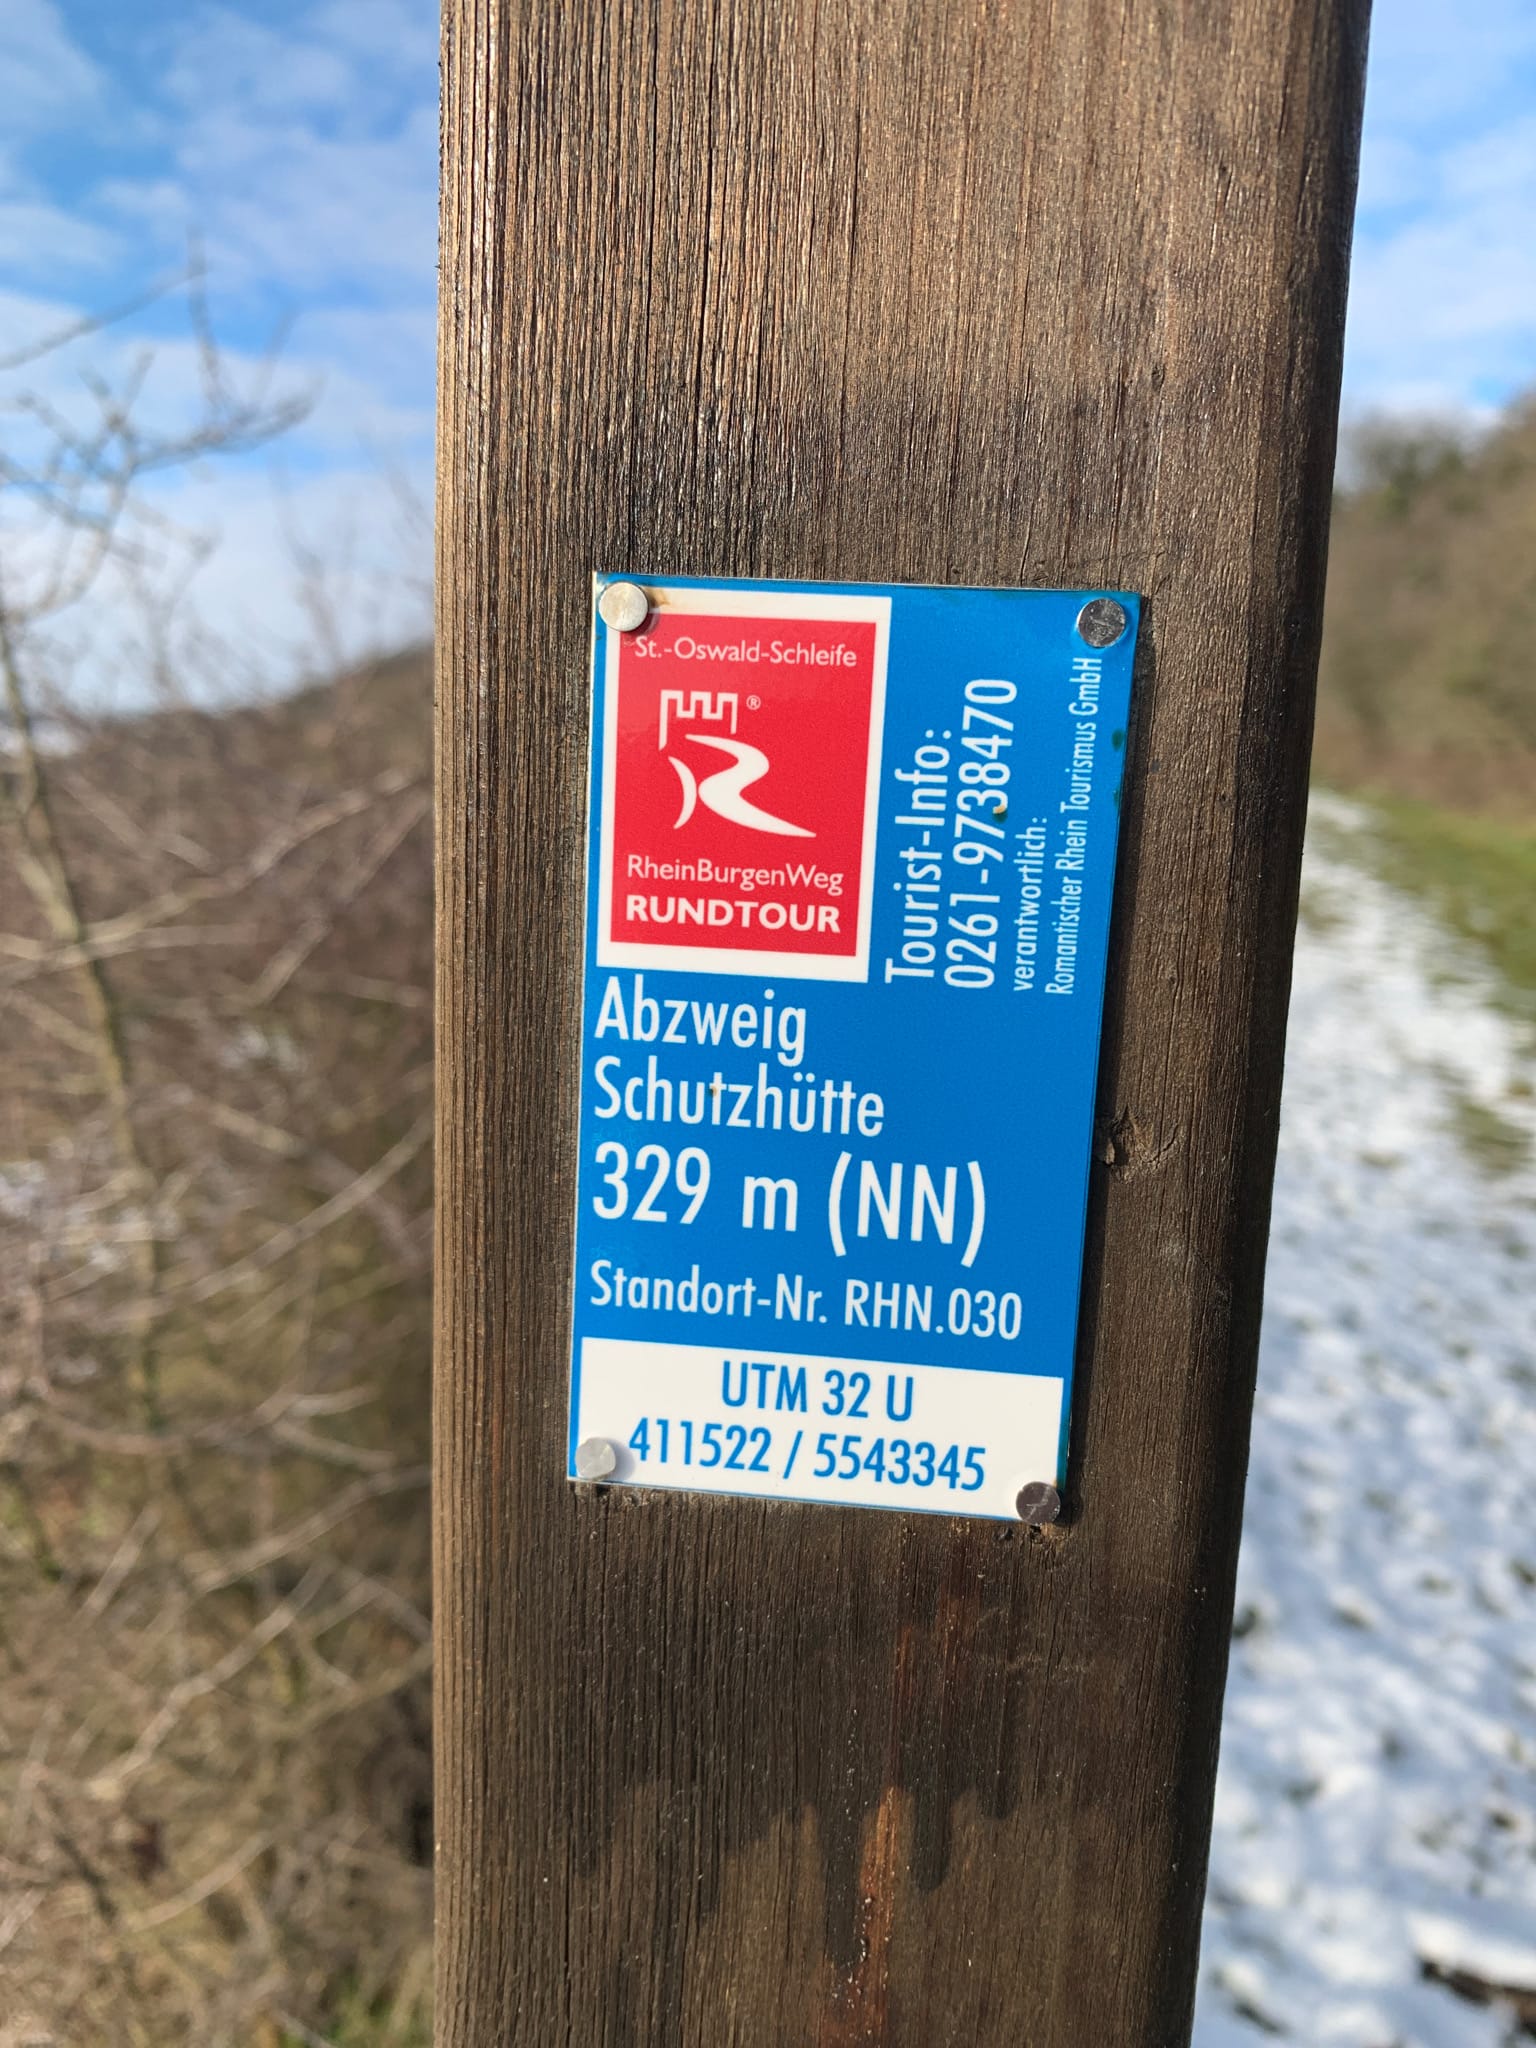 St.-Oswald-Schleife
®
RheinBurgenWeg
RUNDTOUR
Tourist-Info:
0261-9738470
verantwortlich:
Romantischer Rhein Tourismus GmbH
Abzweig
Schutzhütte
329 m (NN)
Standort-Nr. RHN.030
UTM 32 U
411522 / 5543345